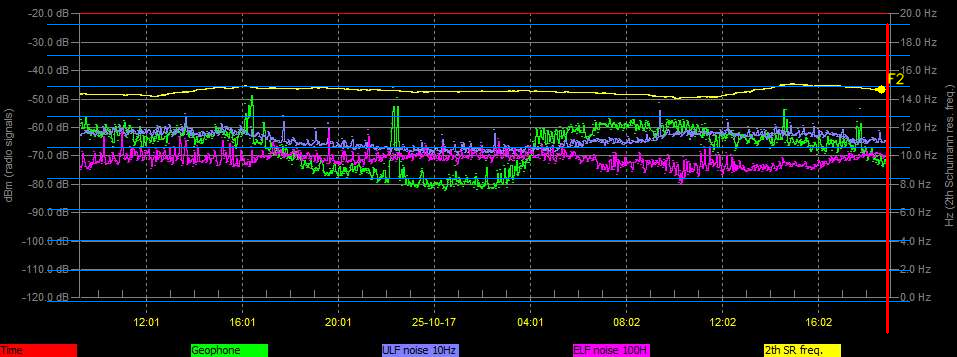 -20.0 dB 20.0 Hz
-30.0 dB 18.0 Hz
-40.0 dB 16.0 Hz
F2
-50.0 dB 14.0 Hz
-60.0 dB 12.0 Hz
-70.0 dB 10.0 Hz
-80.0 dB 8.0 Hz
-90.0 dB 6.0 Hz
-100.0 dB 4.0 Hz
-110.0 dB 2.0 Hz
-120.0 dB 0.0 Hz
dBm (radio signals)
Hz (2th Schumann res. freq.)
12:01 16:01 20:01 25-10-17 04:01 08:02 12:02 16:02
Time Geophone ULF noise 10Hz ELF noise 100H 2th SR freq.